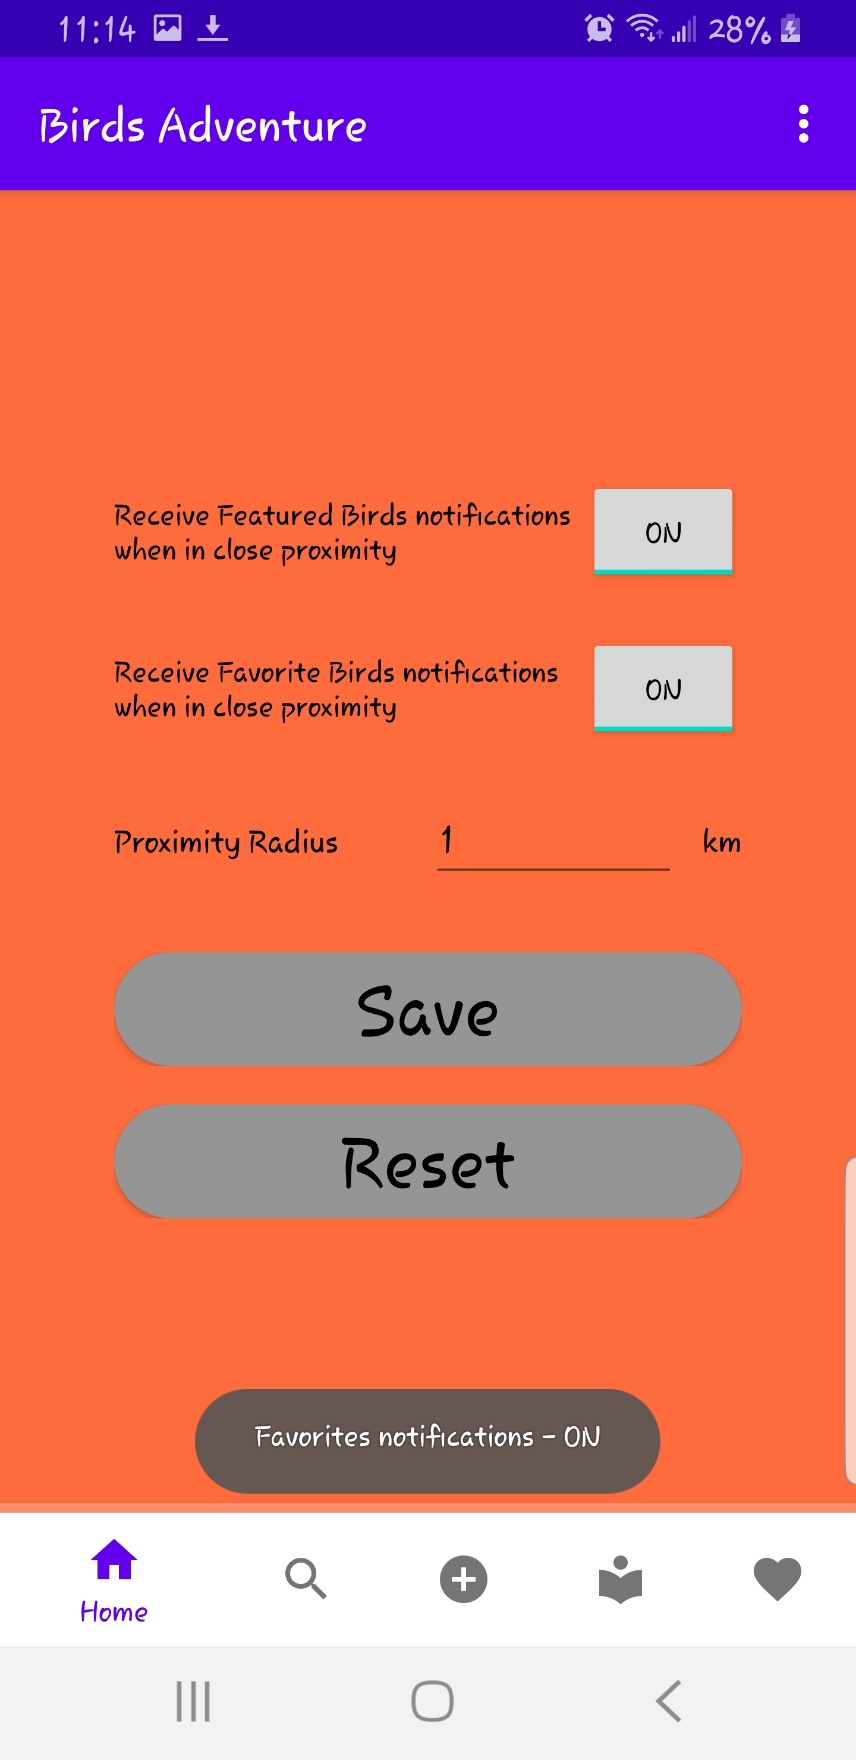 11:14
28%
Birds Adventure
Receive Featured Birds notifications
when in close proximity
ON
Receive Favorite Birds notifications
when in close proximity
ON
Proximity Radius 1 km
Save
Reset
Favorites notifications - ON
Home